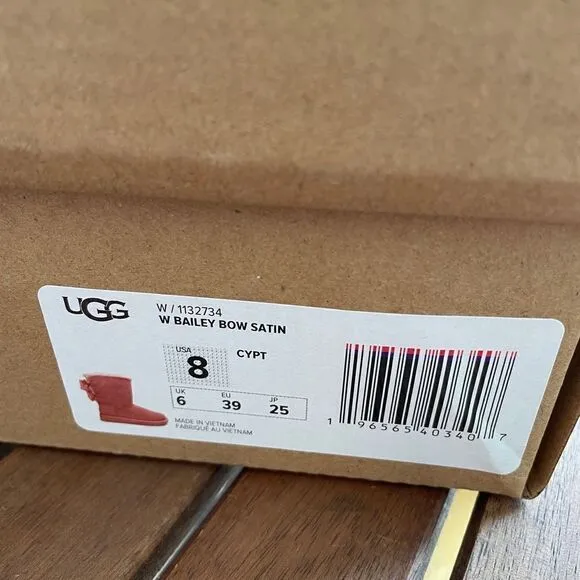 UGG
W / 1132734
W BAILEY BOW SATIN
USA
8
CYPT
UK
6
EU
39
JP
25
MADE IN VIETNAM
FABRIQUÉ AU VIETNAM
1 96565 40340 7